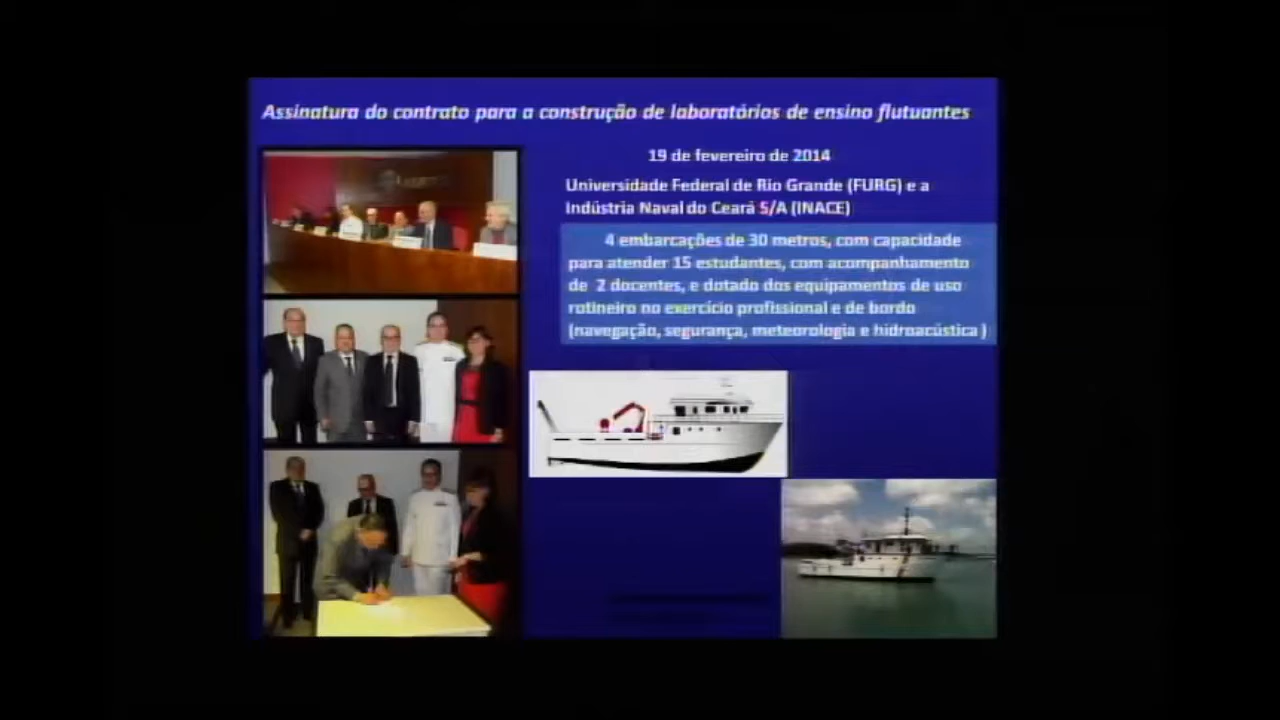 Assinatura do contrato para a construção de laboratórios de ensino flutuantes
19 de fevereiro de 2014
Universidade Federal de Rio Grande (FURG) e a
Indústria Naval do Ceará S/A (INACE)
4 embarcações de 30 metros, com capacidade
para atender 15 estudantes, com acompanhamento
de 2 docentes, e dotado dos equipamentos de uso
rotineiro no exercício profissional e de bordo
(navegação, segurança, meteorologia e hidroacústica )